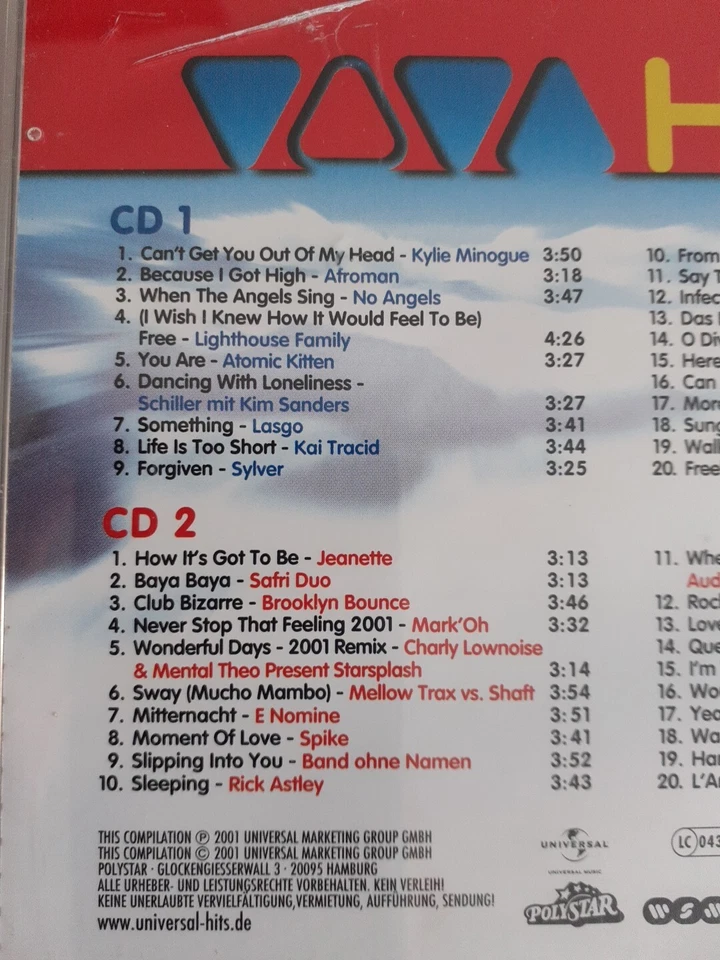 VIVA H
CD 1
1. Can't Get You Out Of My Head - Kylie Minogue 3:50
2. Because I Got High - Afroman 3:18
3. When The Angels Sing - No Angels 3:47
4. (I Wish I Knew How It Would Feel To Be)
Free - Lighthouse Family 4:26
5. You Are - Atomic Kitten 3:27
6. Dancing With Loneliness -
Schiller mit Kim Sanders 3:27
7. Something - Lasgo 3:41
8. Life Is Too Short - Kai Tracid 3:44
9. Forgiven - Sylver 3:25
10. From
11. Say T
12. Infec
13. Das
14. O Di
15. Here
16. Can
17. Mor
18. Sung
19. Wal
20. Free
CD 2
1. How It's Got To Be - Jeanette 3:13
2. Baya Baya - Safri Duo 3:13
3. Club Bizarre - Brooklyn Bounce 3:46
4. Never Stop That Feeling 2001 - Mark'Oh 3:32
5. Wonderful Days - 2001 Remix - Charly Lownoise
& Mental Theo Present Starsplash 3:14
6. Sway (Mucho Mambo) - Mellow Trax vs. Shaft 3:54
7. Mitternacht - E Nomine 3:51
8. Moment Of Love - Spike 3:41
9. Slipping Into You - Band ohne Namen 3:52
10. Sleeping - Rick Astley 3:43
11. Whe
Aud
12. Roc
13. Love
14. Que
15. I'm
16. Wo
17. Yea
18. Wa
19. Har
20. L'A
THIS COMPILATION Ⓟ 2001 UNIVERSAL MARKETING GROUP GMBH
THIS COMPILATION © 2001 UNIVERSAL MARKETING GROUP GMBH
POLYSTAR · GLOCKENGIESSERWALL 3 · 20095 HAMBURG
ALLE URHEBER- UND LEISTUNGSRECHTE VORBEHALTEN. KEIN VERLEIH!
KEINE UNERLAUBTE VERVIELFÄLTIGUNG,VERMIETUNG, AUFFÜHRUNG, SENDUNG!
www.universal-hits.de
UNIVERSAL
UNIVERSAL MUSIC
POLYSTAR
LC 043